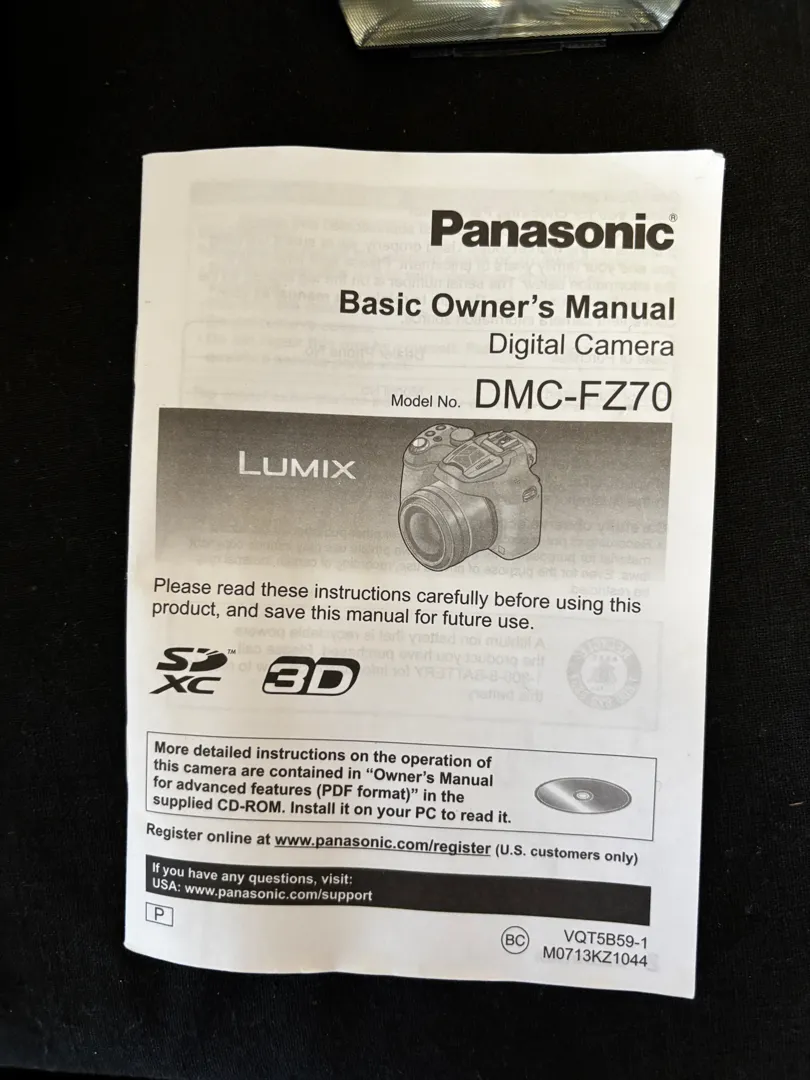 Panasonic®
Basic Owner's Manual
Digital Camera
Model No. DMC-FZ70
LUMIX
Please read these instructions carefully before using this
product, and save this manual for future use.
SD XC™
3D
More detailed instructions on the operation of
this camera are contained in “Owner's Manual
for advanced features (PDF format)” in the
supplied CD-ROM. Install it on your PC to read it.
Register online at www.panasonic.com/register (U.S. customers only)
If you have any questions, visit:
USA: www.panasonic.com/support
P
BC
VQT5B59-1
M0713KZ1044